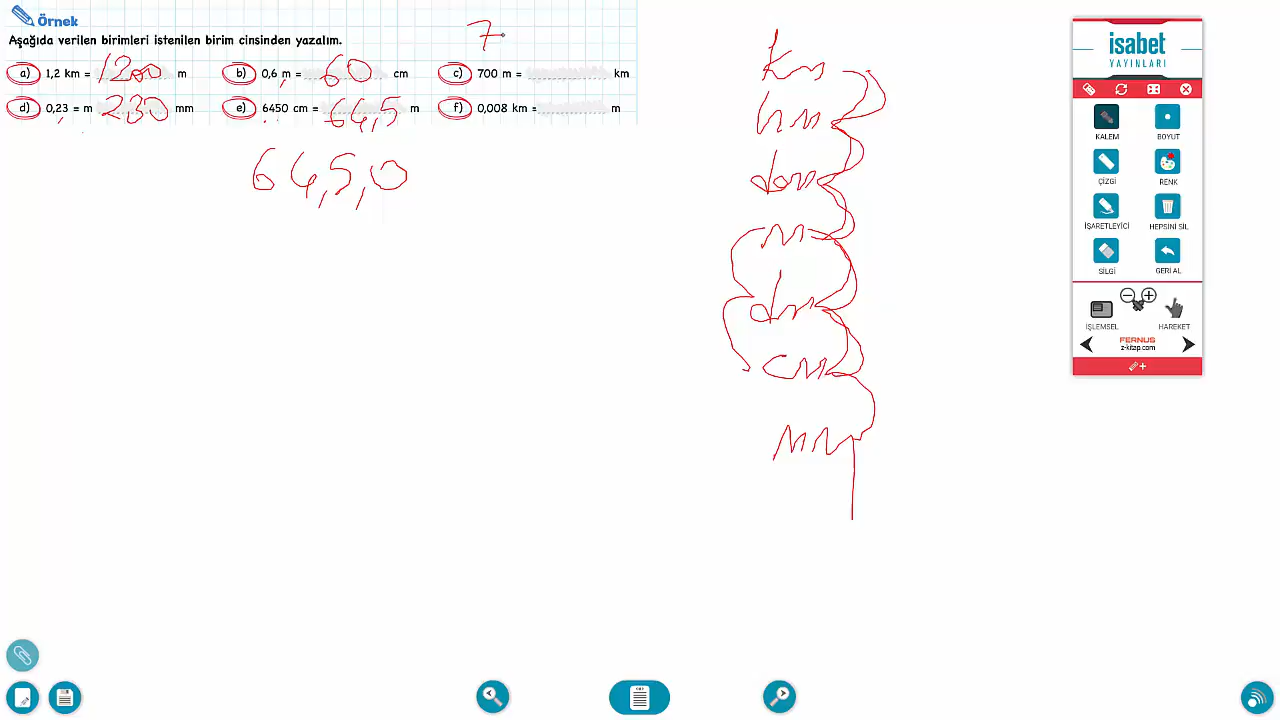 Örnek
7
Aşağıda verilen birimleri istenilen birim cinsinden yazalım.
a) 1,2 km = 1200 m b) 0,6 m = 60 cm c) 700 m = km
d) 0,23 = m 230 mm e) 6450 cm = 64,5 m f) 0,008 km = m
64,5,0
km
hm
dam
m
dm
cm
mm
isabet
YAYINLARI
KALEM BOYUT
ÇİZGİ RENK
İŞARETLEYİCİ HEPSİNİ SİL
SİLGİ GERİ AL
İŞLEMSEL HAREKET
FERNUS
z-kitap.com